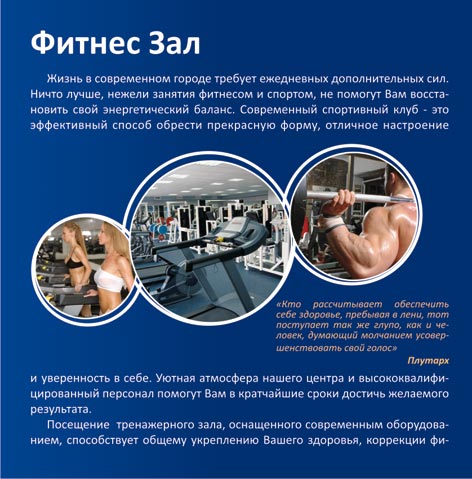 Фитнес Зал
Жизнь в современном городе требует ежедневных дополнительных сил.
Ничто лучше, нежели занятия фитнесом и спортом, не помогут Вам восста-
новить свой энергетический баланс. Современный спортивный клуб - это
эффективный способ обрести прекрасную форму, отличное настроение
«Кто рассчитывает обеспечить
себе здоровье, пребывая в лени, тот
поступает так же глупо, как и че-
ловек, думающий молчанием усовер-
шенствовать свой голос»
Плутарх
и уверенность в себе. Уютная атмосфера нашего центра и высококвалифи-
цированный персонал помогут Вам в кратчайшие сроки достичь желаемого
результата.
Посещение тренажерного зала, оснащенного современным оборудова-
нием, способствует общему укреплению Вашего здоровья, коррекции фи-